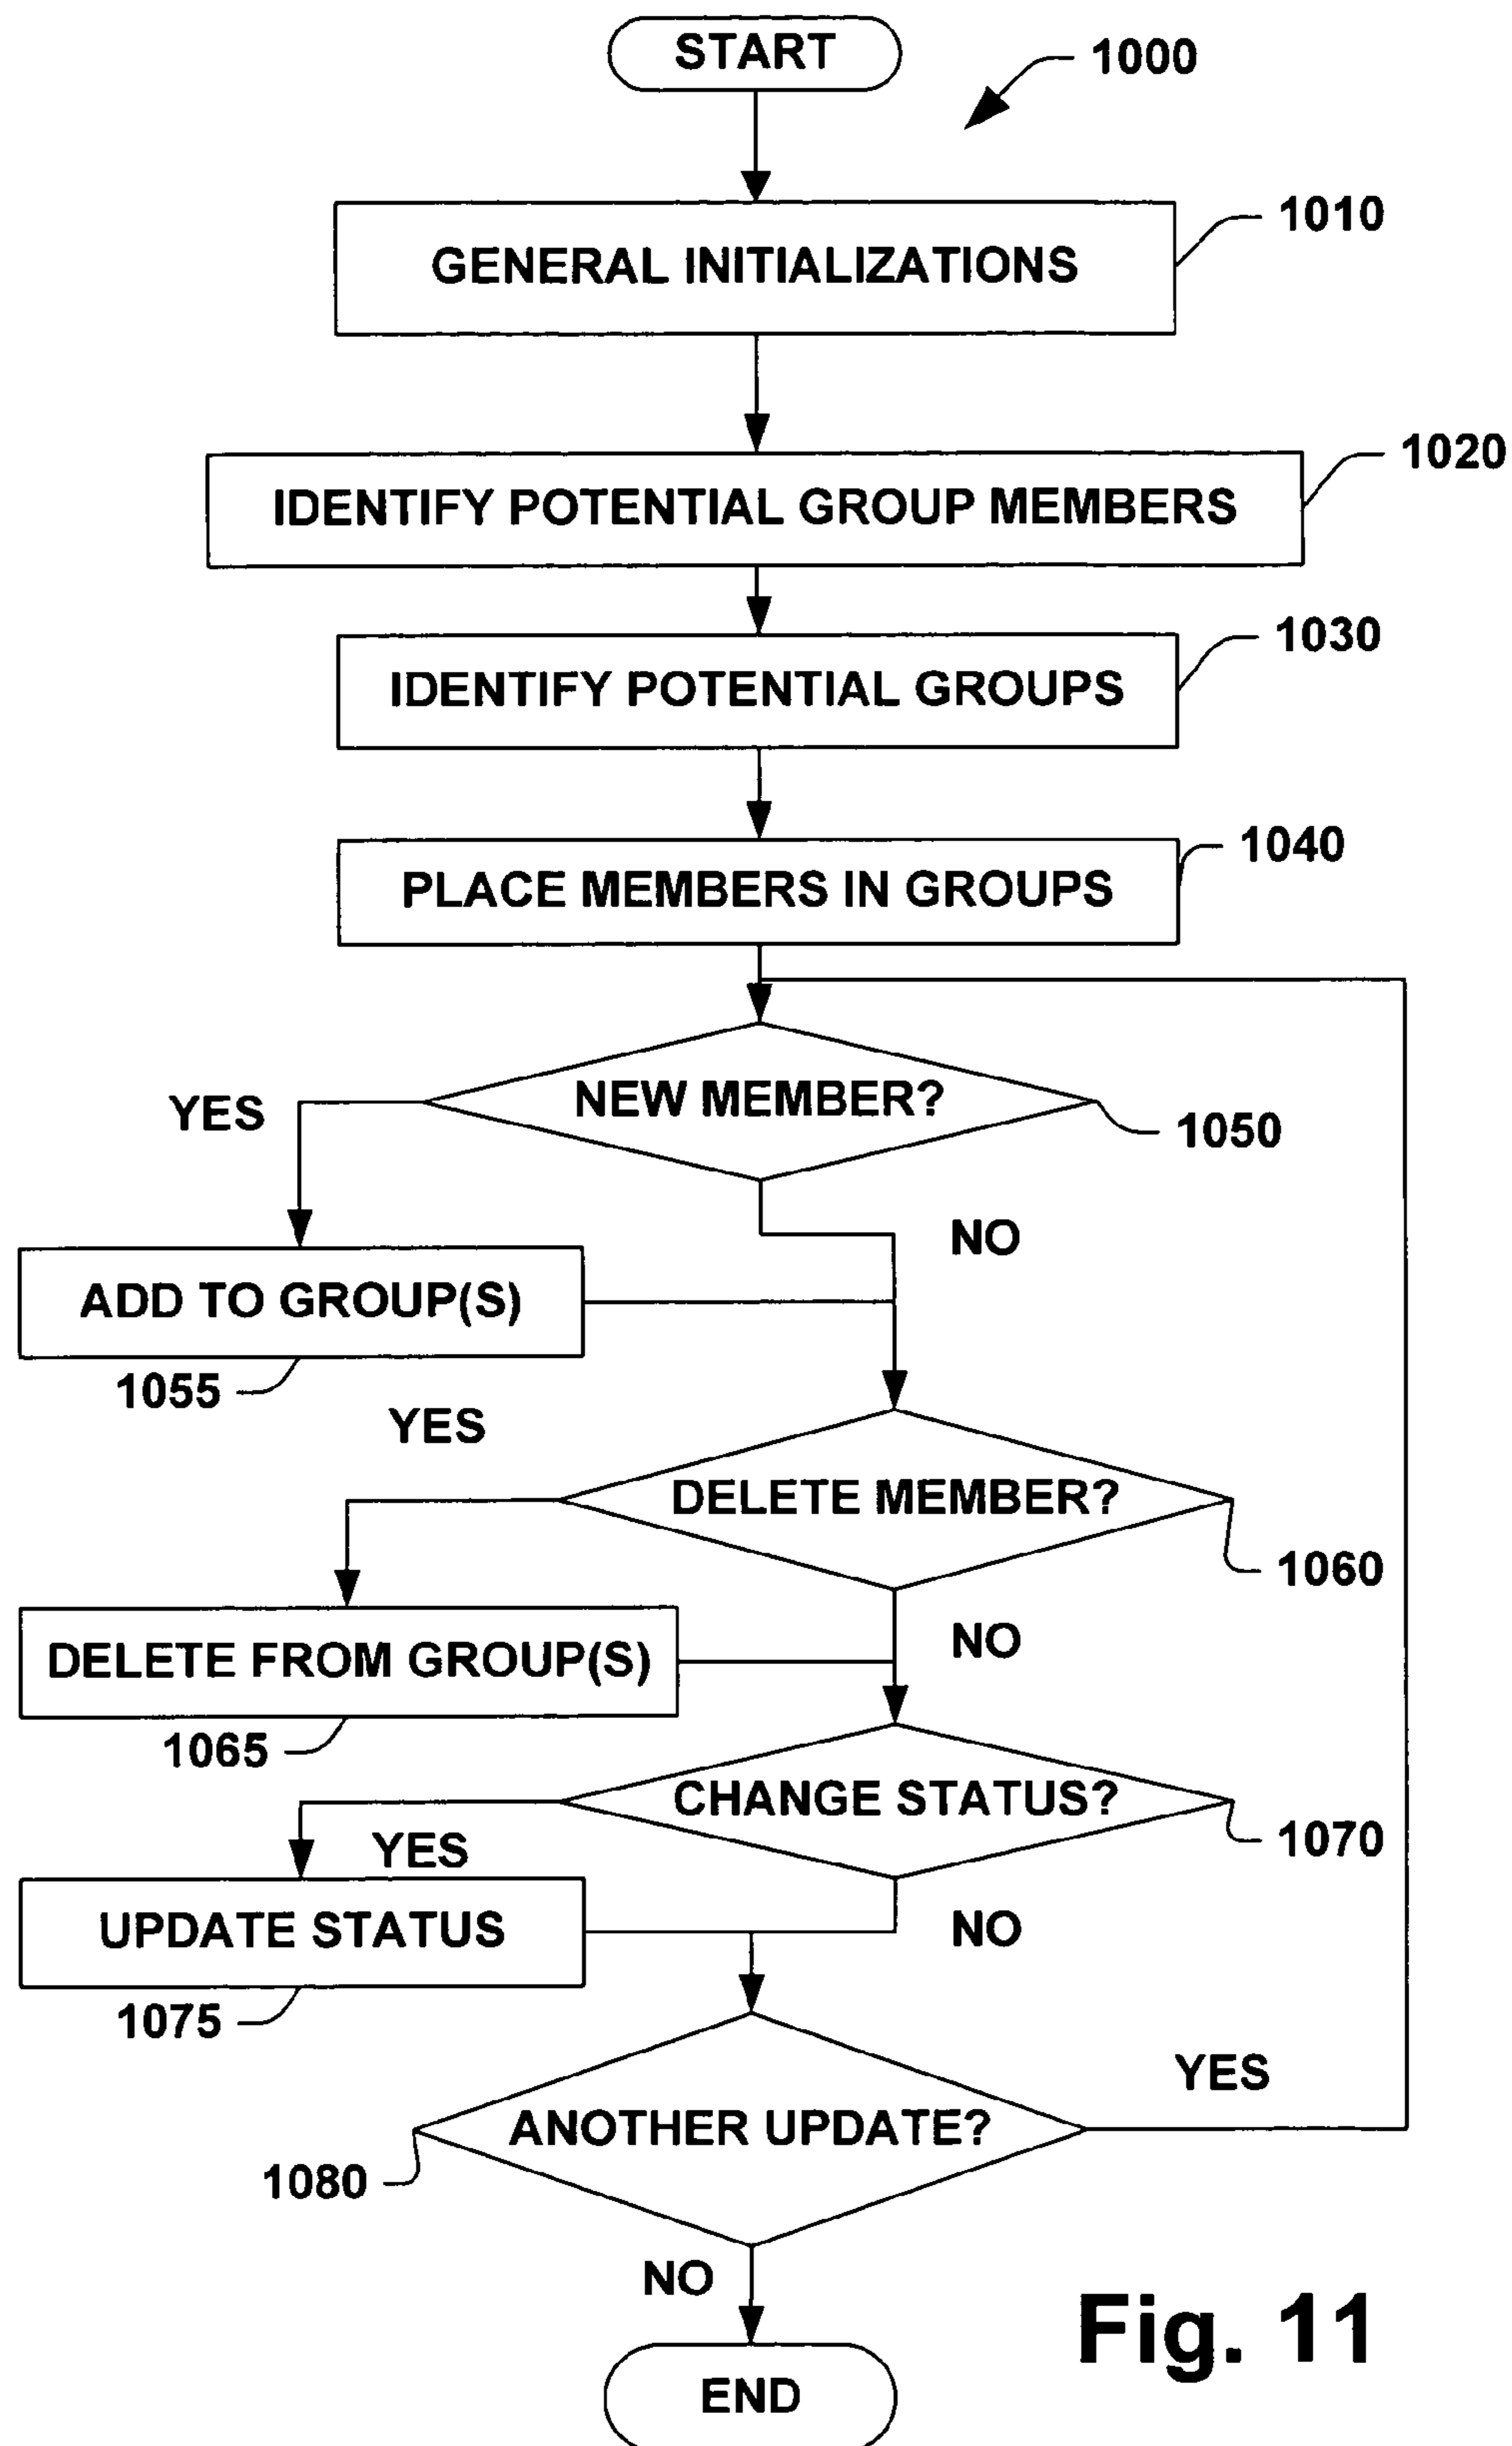 START
1000
GENERAL INITIALIZATIONS
1010
IDENTIFY POTENTIAL GROUP MEMBERS
1020
IDENTIFY POTENTIAL GROUPS
1030
PLACE MEMBERS IN GROUPS
1040
NEW MEMBER?
YES
1050
NO
ADD TO GROUP(S)
1055
YES
DELETE MEMBER?
1060
NO
DELETE FROM GROUP(S)
1065
CHANGE STATUS?
1070
YES
UPDATE STATUS
NO
1075
YES
ANOTHER UPDATE?
1080
NO
Fig. 11
END